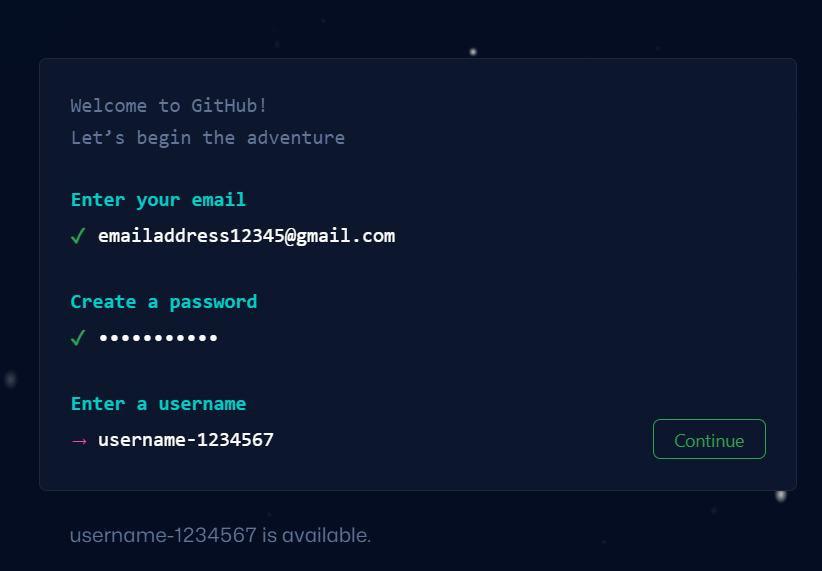 Welcome to GitHub!
Let’s begin the adventure
Enter your email
✓ emailaddress12345@gmail.com
Create a password
✓ •••••••••••
Enter a username
→ username-1234567
Continue
username-1234567 is available.